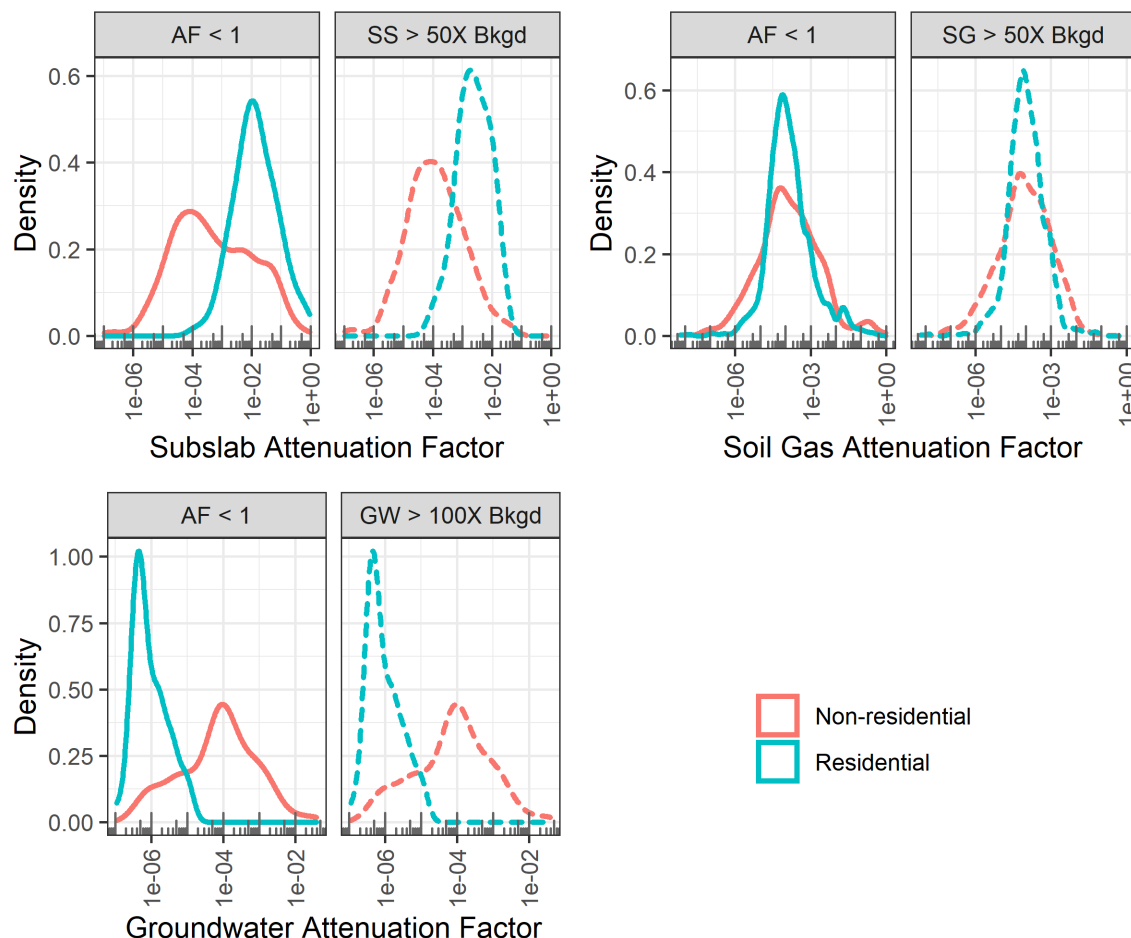 AF < 1
SS > 50X Bkgd
Density
0.6
0.4
0.2
0.0
1e-06
1e-04
1e-02
1e+00
1e-06
1e-04
1e-02
1e+00
Subslab Attenuation Factor
AF < 1
SG > 50X Bkgd
Density
0.6
0.4
0.2
0.0
1e-06
1e-03
1e+00
1e-06
1e-03
1e+00
Soil Gas Attenuation Factor
AF < 1
GW > 100X Bkgd
Density
1.00
0.75
0.50
0.25
0.00
1e-06
1e-04
1e-02
1e-06
1e-04
1e-02
Groundwater Attenuation Factor
Non-residential
Residential